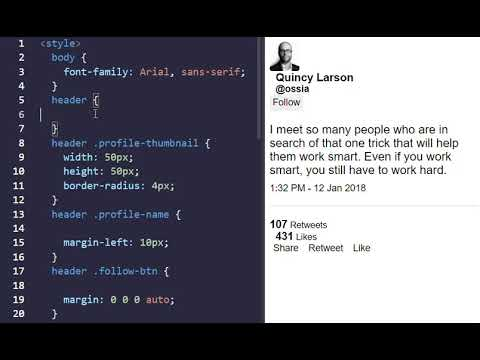 1 <style>
2 body {
3 font-family: Arial, sans-serif;
4 }
5 header {
6
7 }
8 header .profile-thumbnail {
9 width: 50px;
10 height: 50px;
11 border-radius: 4px;
12 }
13 header .profile-name {
14
15 margin-left: 10px;
16 }
17 header .follow-btn {
18
19 margin: 0 0 0 auto;
20 }
Quincy Larson
@ossia
Follow
I meet so many people who are in
search of that one trick that will help
them work smart. Even if you work
smart, you still have to work hard.
1:32 PM - 12 Jan 2018
107 Retweets
431 Likes
Share Retweet Like